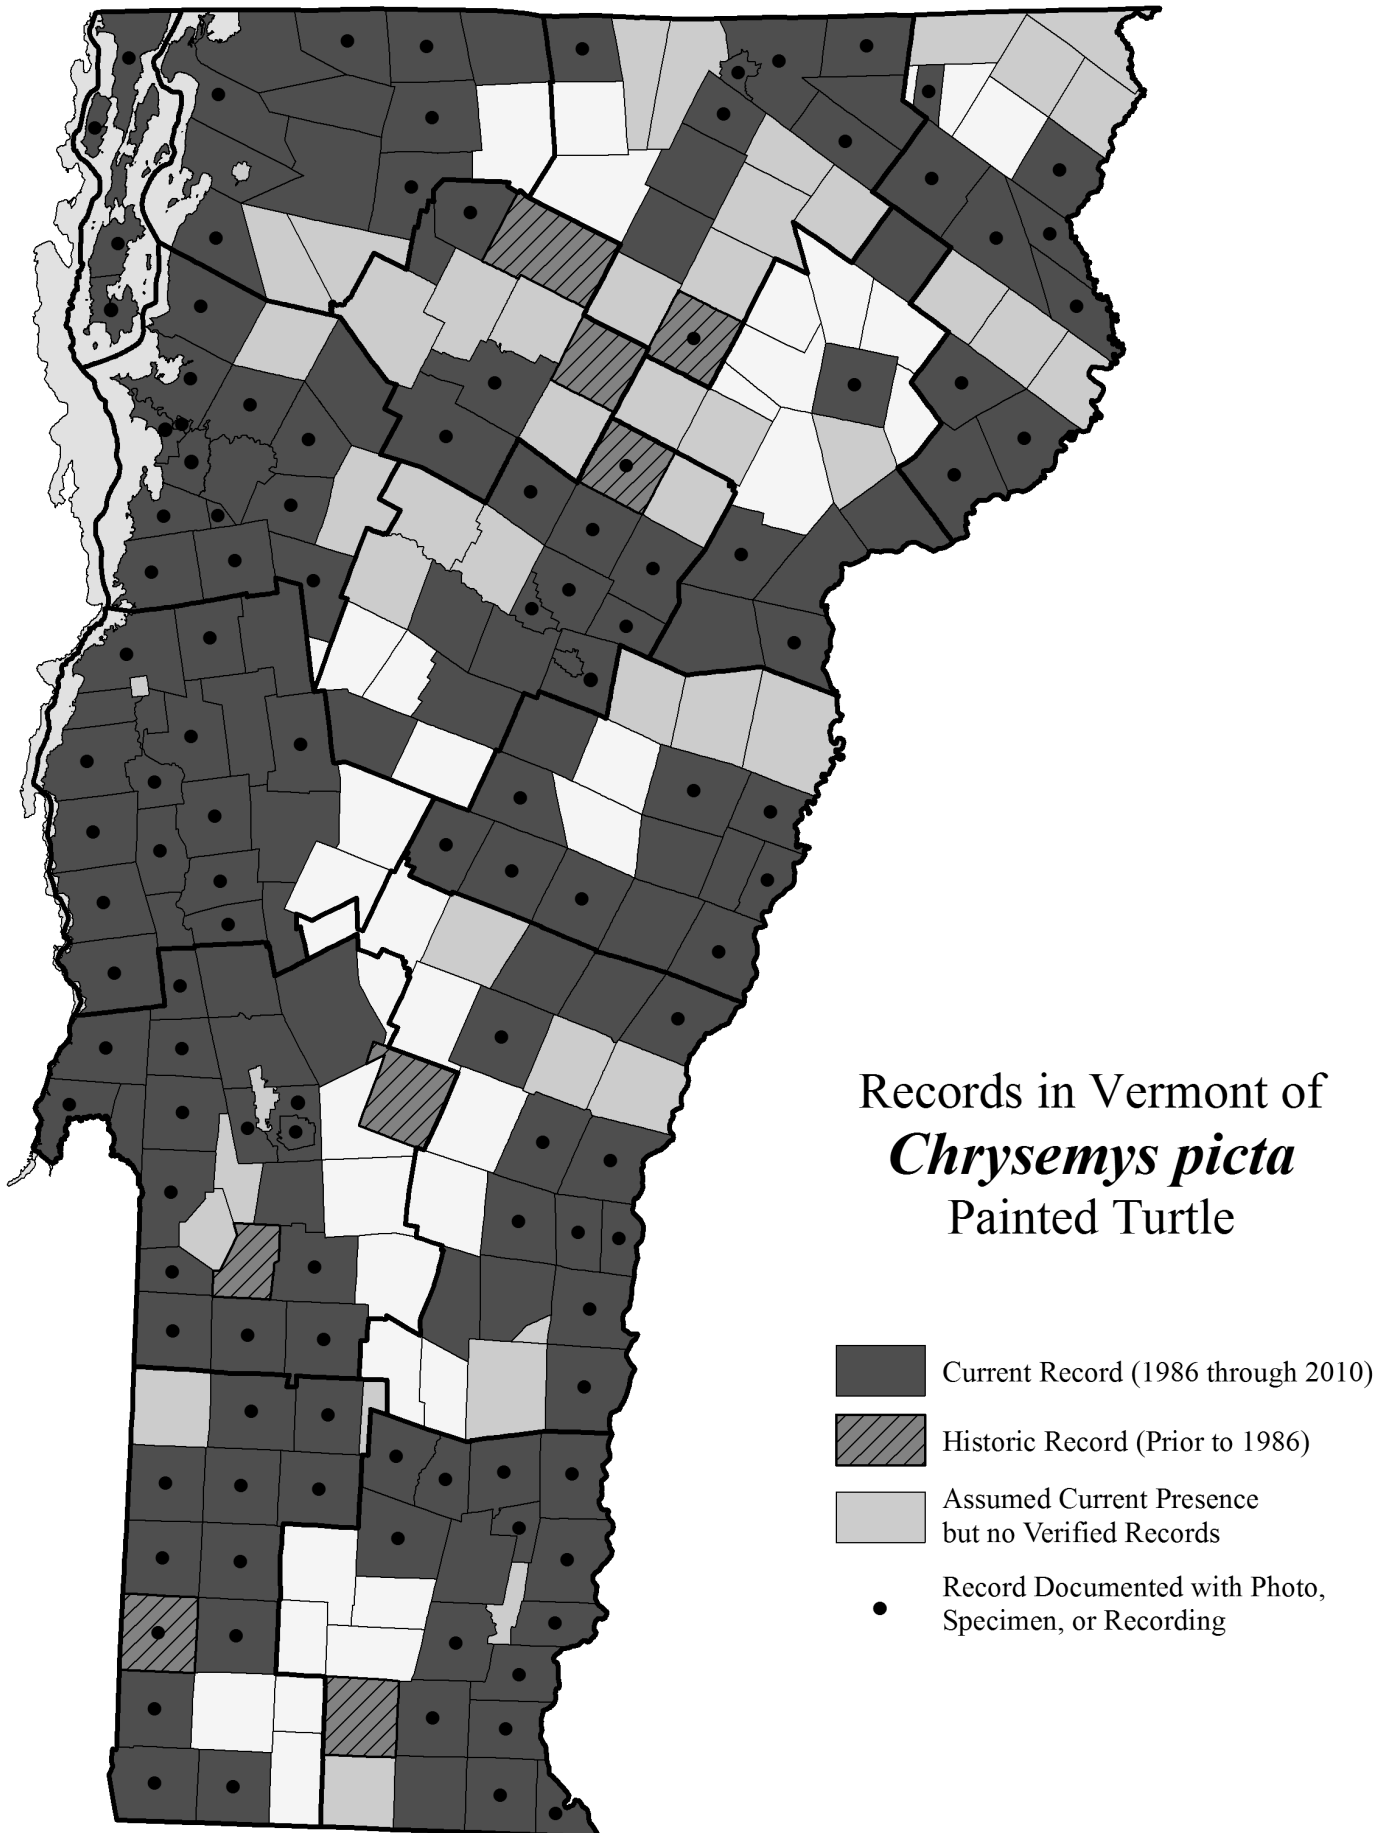 Records in Vermont of
Chrysemys picta
Painted Turtle
Current Record (1986 through 2010)
Historic Record (Prior to 1986)
Assumed Current Presence
but no Verified Records
Record Documented with Photo,
Specimen, or Recording